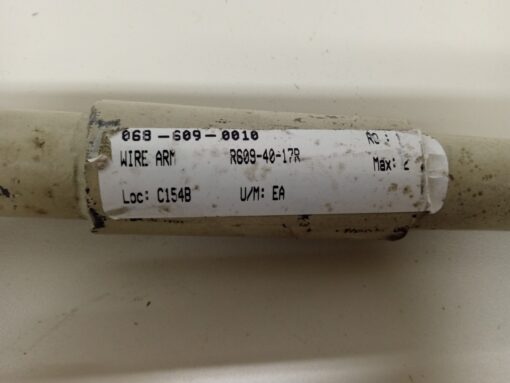 068-609-0010 RO : 1
WIRE ARM R609-40-17R Max: 2
Loc: C154B U/M: EA